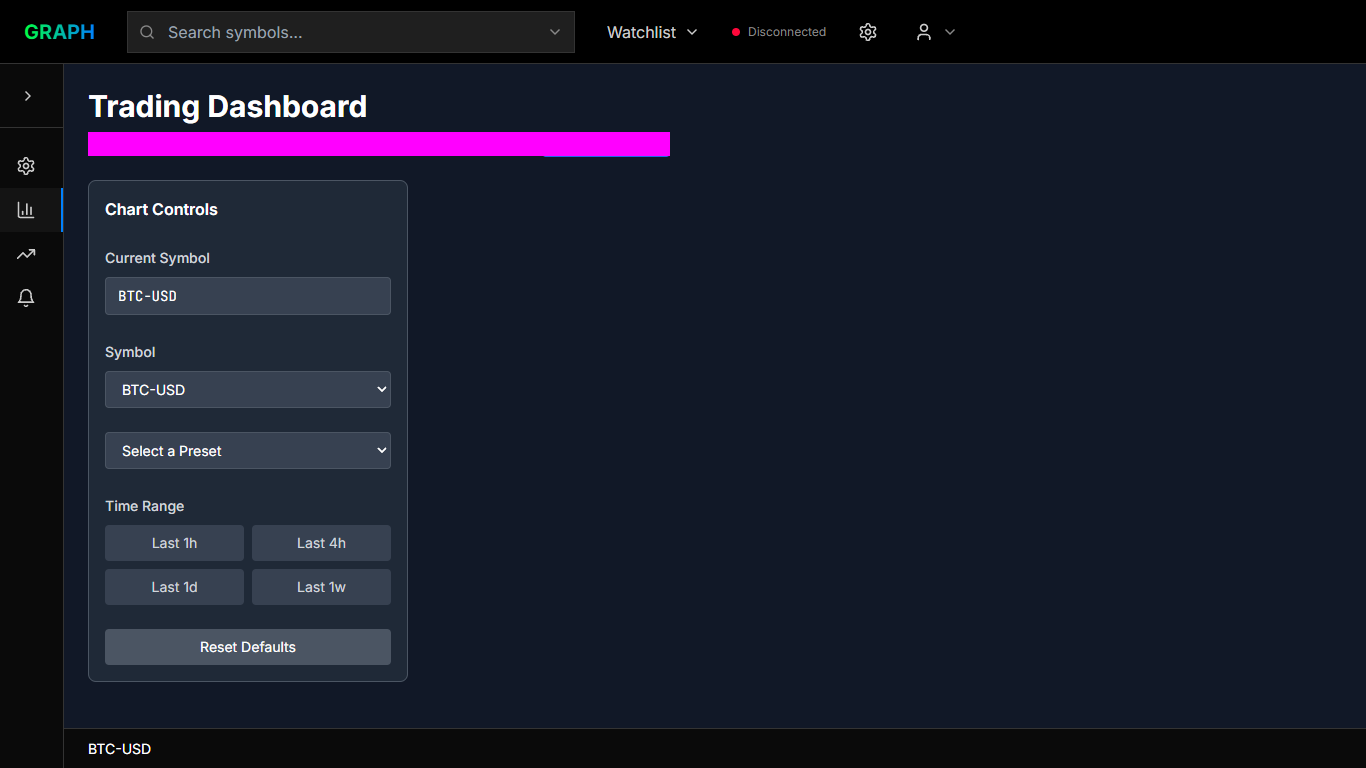 GRAPH
Search symbols...
Watchlist
Disconnected
Trading Dashboard
Chart Controls
Current Symbol
BTC-USD
Symbol
BTC-USD
Select a Preset
Time Range
Last 1h
Last 4h
Last 1d
Last 1w
Reset Defaults
BTC-USD